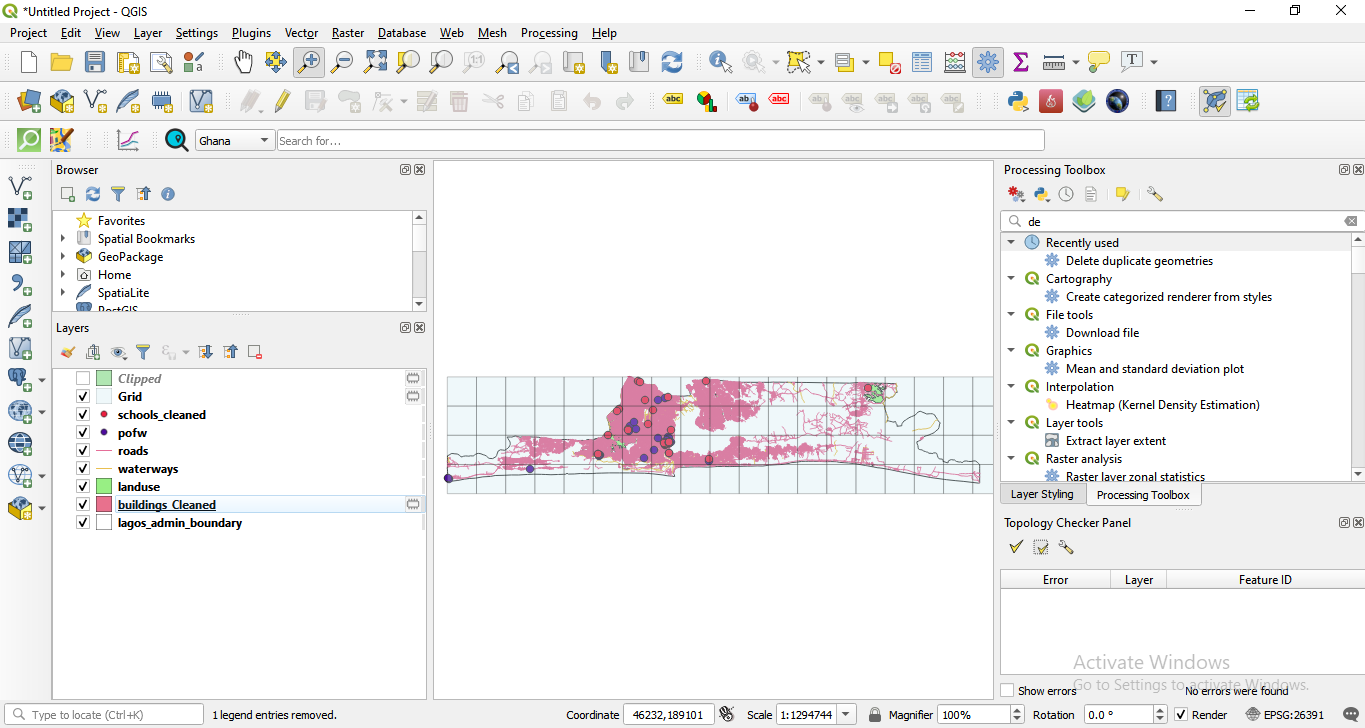 *Untitled Project - QGIS
Project Edit View Layer Settings Plugins Vector Raster Database Web Mesh Processing Help
Ghana Search for...
Browser
Favorites
Spatial Bookmarks
GeoPackage
Home
SpatiaLite
PostGIS
Layers
Clipped
Grid
schools_cleaned
pofw
roads
waterways
landuse
buildings_Cleaned
lagos_admin_boundary
Processing Toolbox
de
Recently used
Delete duplicate geometries
Cartography
Create categorized renderer from styles
File tools
Download file
Graphics
Mean and standard deviation plot
Interpolation
Heatmap (Kernel Density Estimation)
Layer tools
Extract layer extent
Raster analysis
Raster layer zonal statistics
Layer Styling Processing Toolbox
Topology Checker Panel
Error Layer Feature ID
Activate Windows
Go to Settings to activate Windows.
Show errors No errors were found
Type to locate (Ctrl+K) 1 legend entries removed. Coordinate 46232,189101 Scale 1:1294744 Magnifier 100% Rotation 0.0 ° Render EPSG:26391